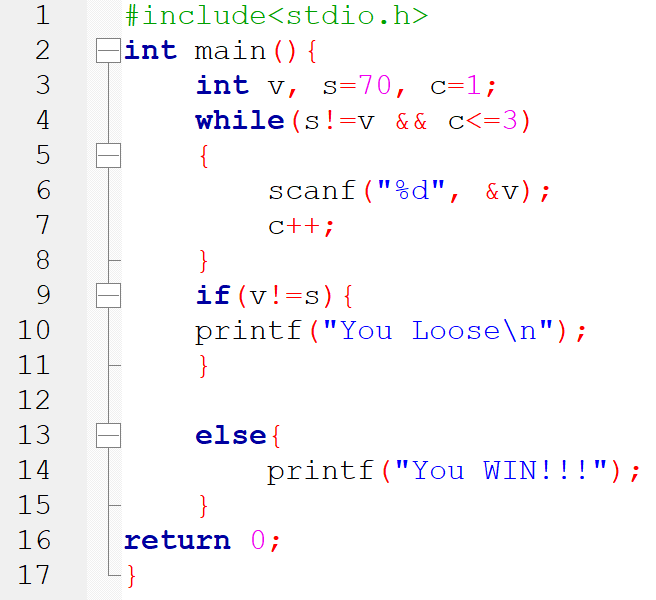 1 #include<stdio.h>
2 int main(){
3 int v, s=70, c=1;
4 while(s!=v && c<=3)
5 {
6 scanf("%d", &v);
7 c++;
8 }
9 if(v!=s){
10 printf("You Loose\n");
11 }
12
13 else{
14 printf("You WIN!!!");
15 }
16 return 0;
17 }